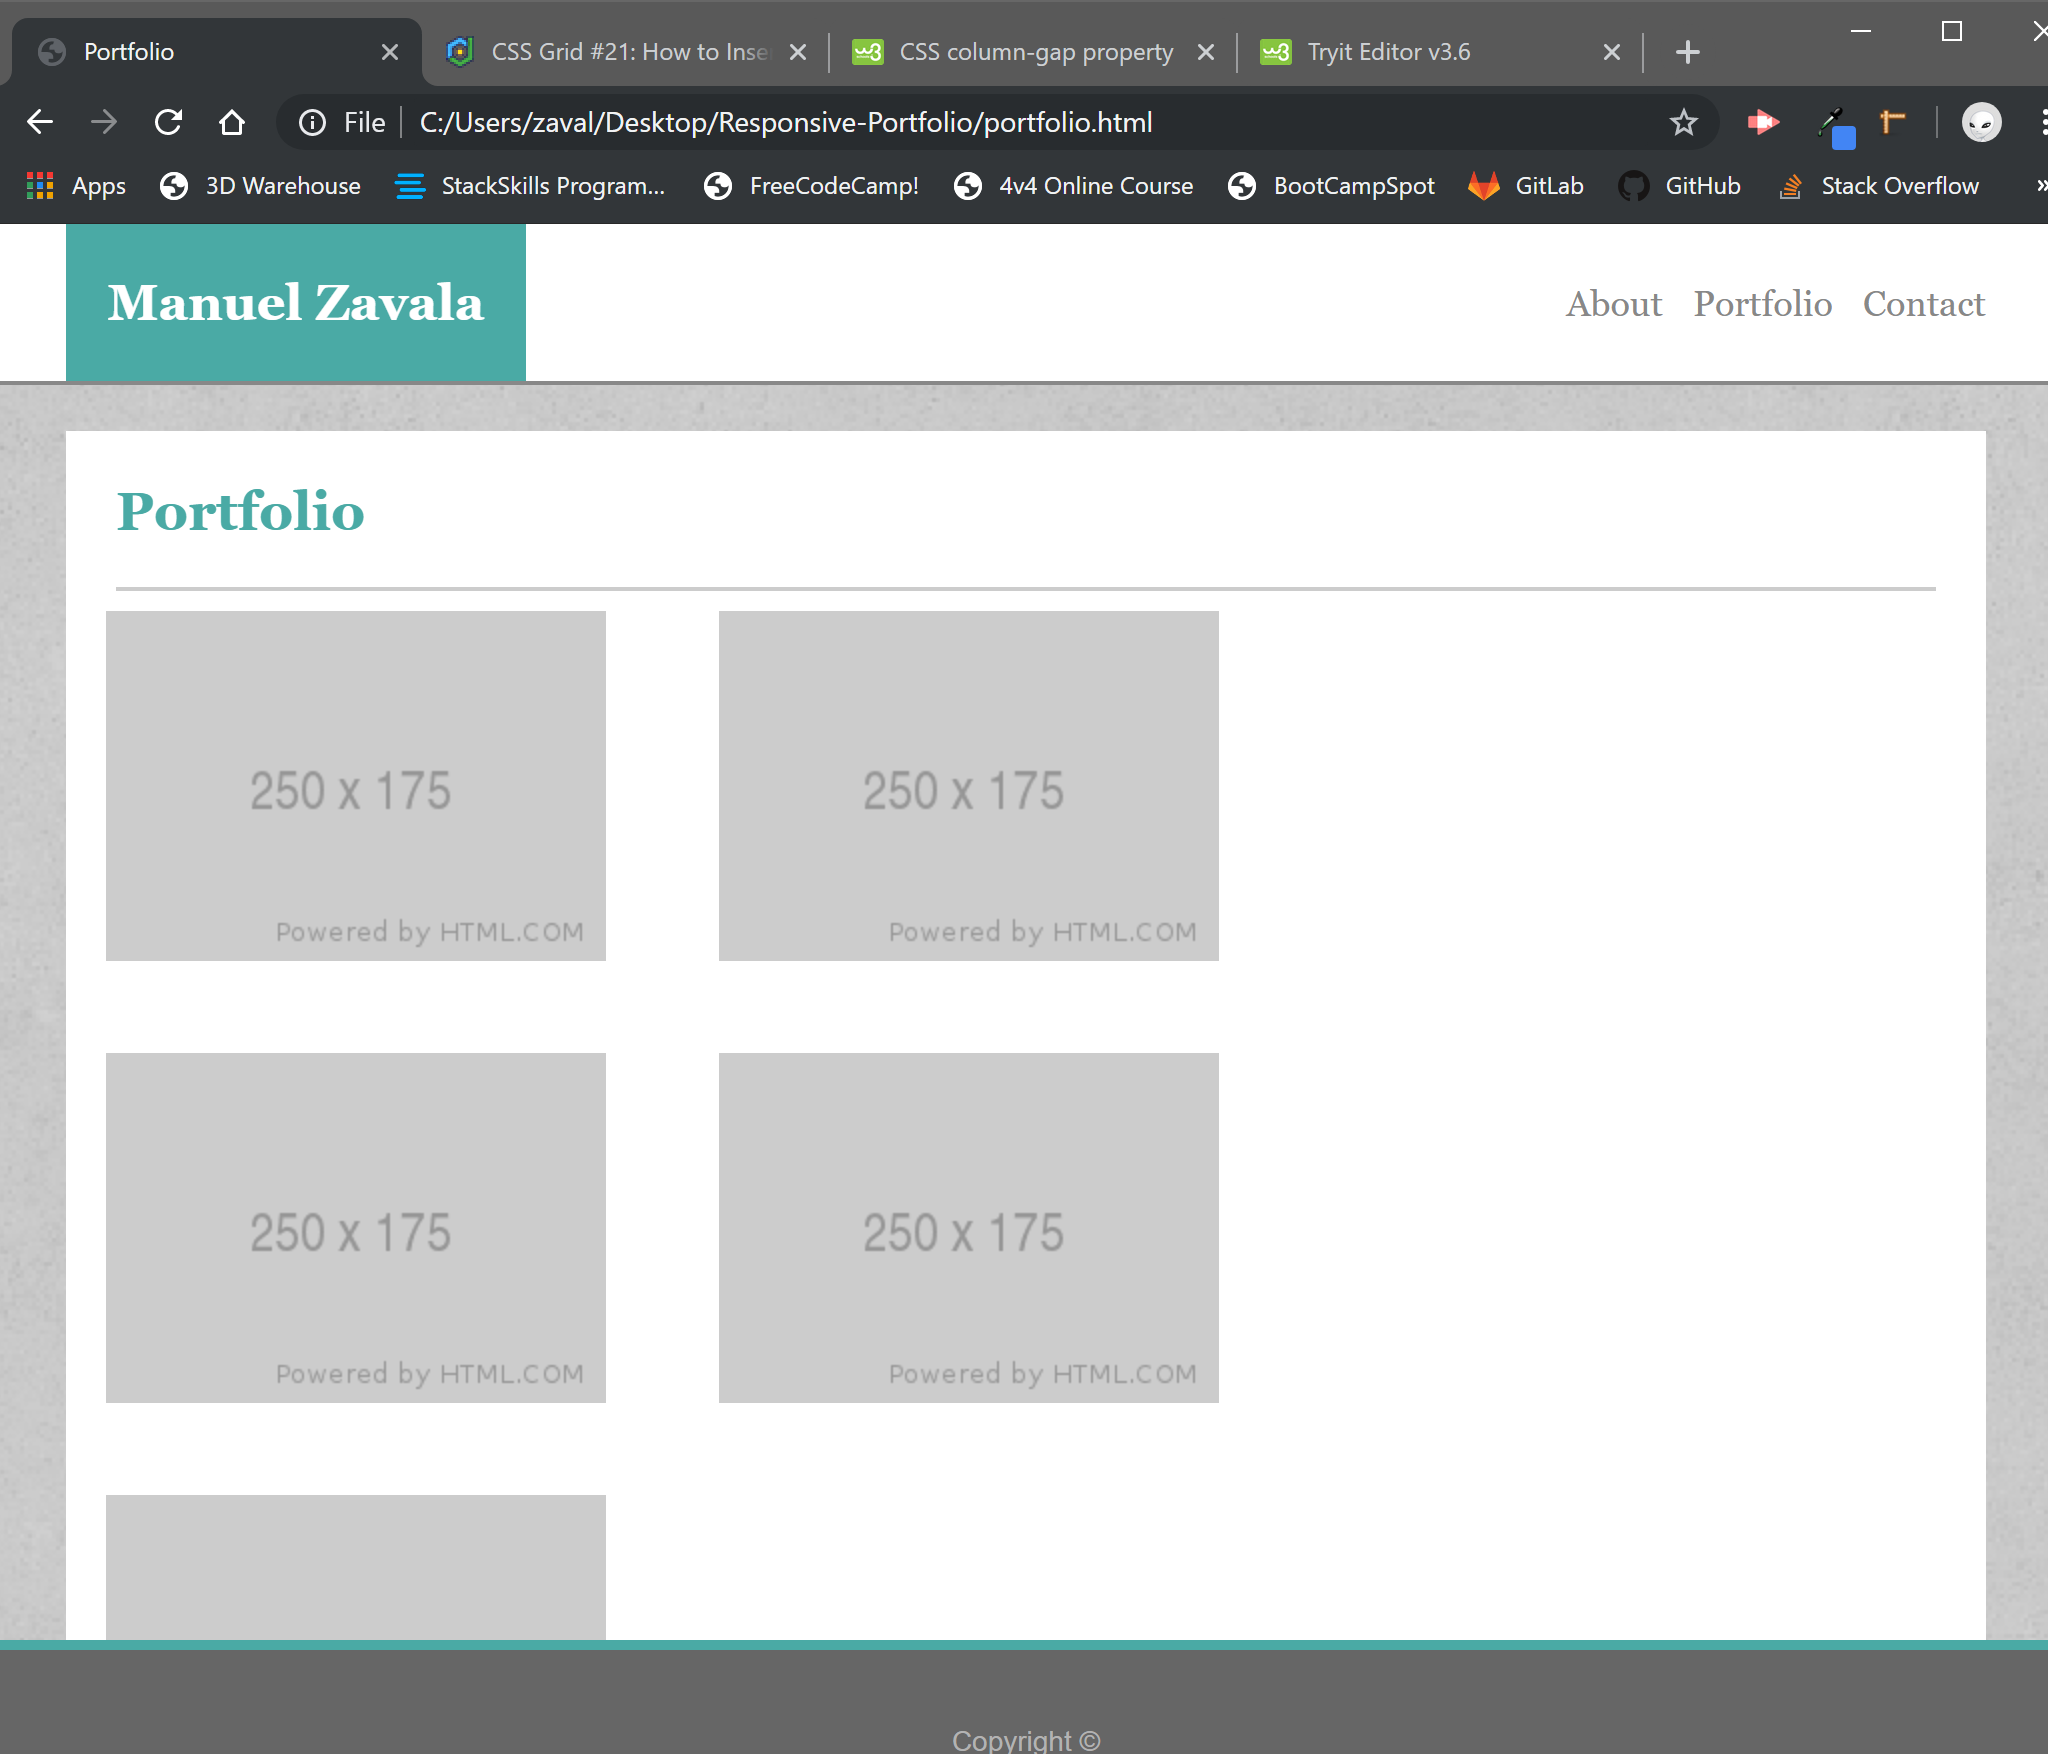 Portfolio
CSS Grid #21: How to Inse
CSS column-gap property
Tryit Editor v3.6
File
C:/Users/zaval/Desktop/Responsive-Portfolio/portfolio.html
Apps
3D Warehouse
StackSkills Program...
FreeCodeCamp!
4v4 Online Course
BootCampSpot
GitLab
GitHub
Stack Overflow
»
Manuel Zavala
About Portfolio Contact
Portfolio
250 x 175
Powered by HTML.COM
250 x 175
Powered by HTML.COM
250 x 175
Powered by HTML.COM
250 x 175
Powered by HTML.COM
Copyright ©